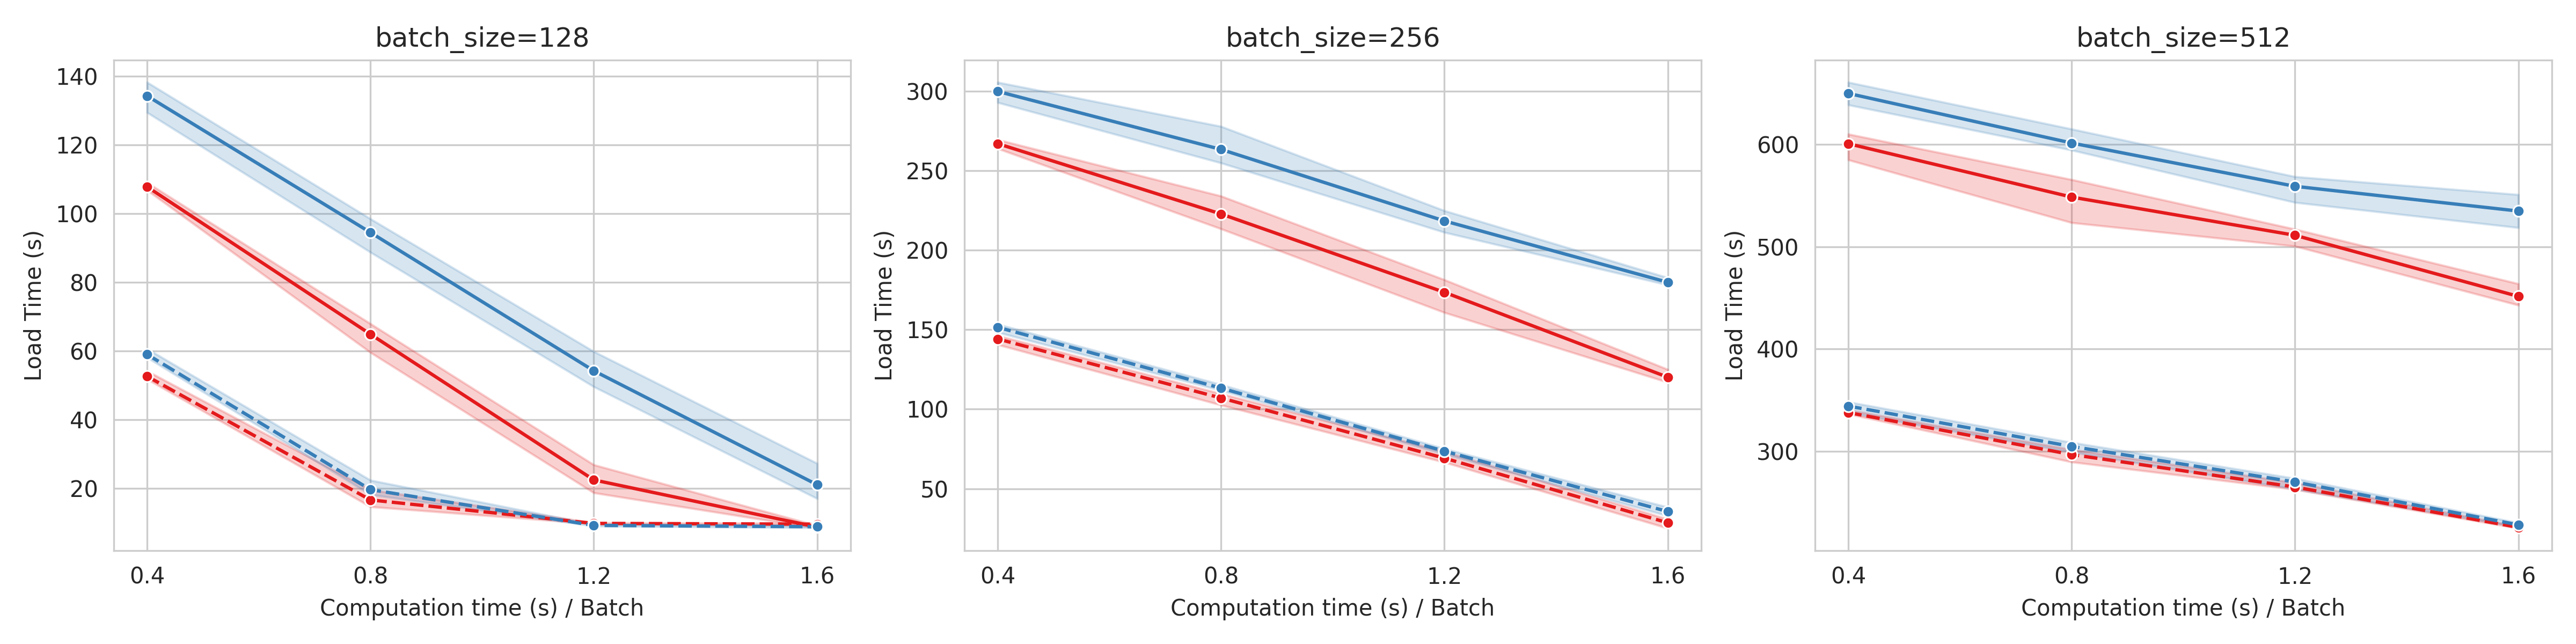 batch_size=128
140
120
100
80
60
40
20
Load Time (s)
0.4 0.8 1.2 1.6
Computation time (s) / Batch
batch_size=256
300
250
200
150
100
50
Load Time (s)
0.4 0.8 1.2 1.6
Computation time (s) / Batch
batch_size=512
600
500
400
300
Load Time (s)
0.4 0.8 1.2 1.6
Computation time (s) / Batch